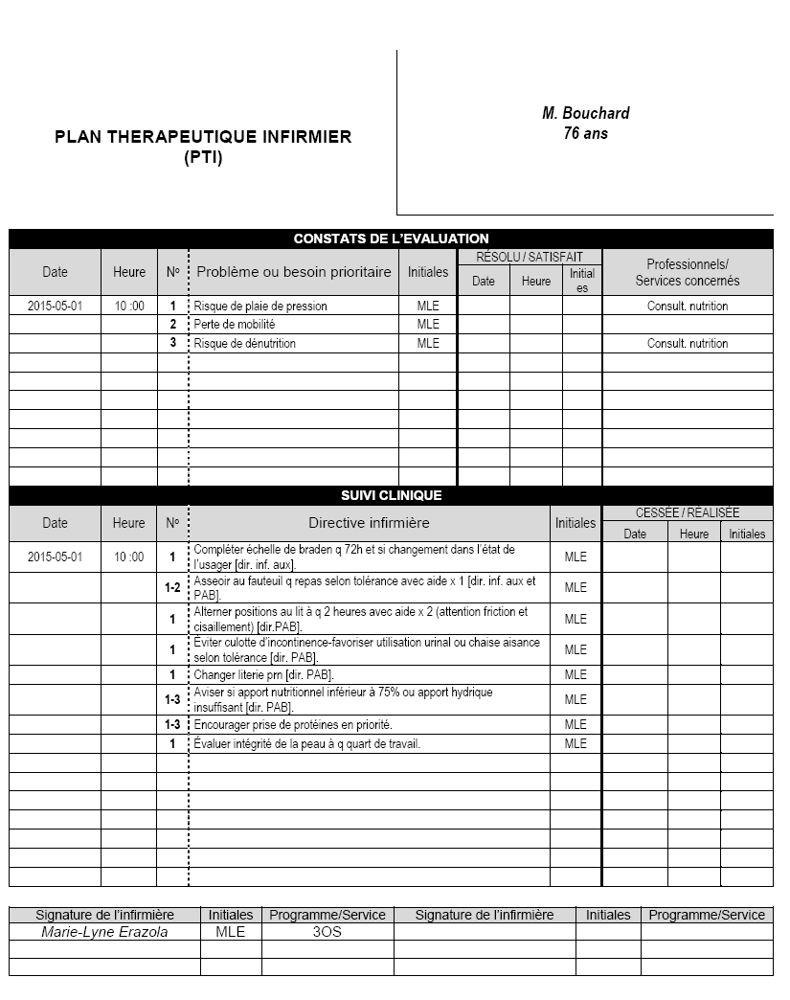 M. Bouchard
76 ans
PLAN THERAPEUTIQUE INFIRMIER
(PTI)
CONSTATS DE L’EVALUATION
Date Heure Nº Problème ou besoin prioritaire Initiales RÉSOLU / SATISFAIT Professionnels/
Services concernés
Date Heure Initial
es
2015-05-01 10 :00 1 Risque de plaie de pression MLE Consult. nutrition
2 Perte de mobilité MLE
3 Risque de dénutrition MLE Consult. nutrition
SUIVI CLINIQUE
Date Heure Nº Directive infirmière Initiales CESSÉE / RÉALISÉE
Date Heure Initiales
2015-05-01 10 :00 1 Compléter échelle de braden q 72h et si changement dans l’état de
l’usager [dir. inf. aux]. MLE
1-2 Asseoir au fauteuil q repas selon tolérance avec aide x 1 [dir. inf. aux et
PAB]. MLE
1 Alterner positions au lit à q 2 heures avec aide x 2 (attention friction et
cisaillement) [dir.PAB]. MLE
1 Éviter culotte d’incontinence-favoriser utilisation urinal ou chaise aisance
selon tolérance [dir. PAB]. MLE
1 Changer literie prn [dir. PAB]. MLE
1-3 Aviser si apport nutritionnel inférieur à 75% ou apport hydrique
insuffisant [dir. PAB]. MLE
1-3 Encourager prise de protéines en priorité. MLE
1 Évaluer intégrité de la peau à q quart de travail. MLE
Signature de l’infirmière Initiales Programme/Service Signature de l’infirmière Initiales Programme/Service
Marie-Lyne Erazola MLE 3OS